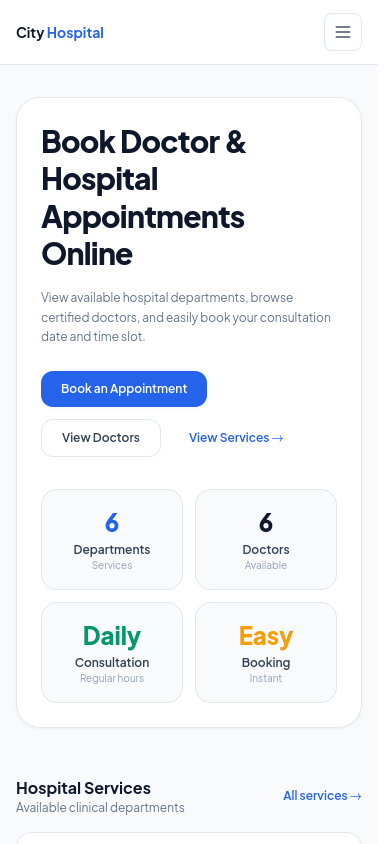 City Hospital
Book Doctor &
Hospital
Appointments
Online
View available hospital departments, browse
certified doctors, and easily book your consultation
date and time slot.
Book an Appointment
View Doctors
View Services →
6
Departments
Services
6
Doctors
Available
Daily
Consultation
Regular hours
Easy
Booking
Instant
Hospital Services
Available clinical departments
All services →